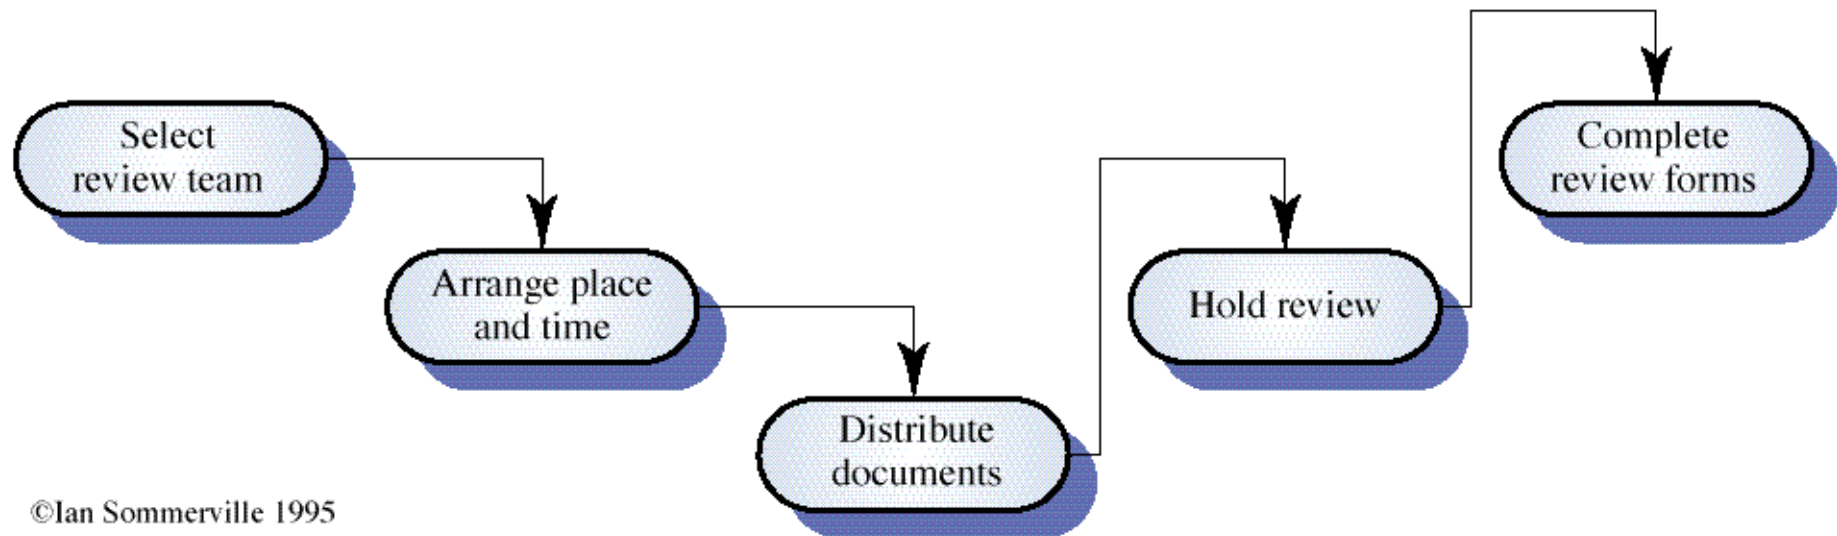 Select
review team
Arrange place
and time
Distribute
documents
Hold review
Complete
review forms
©Ian Sommerville 1995